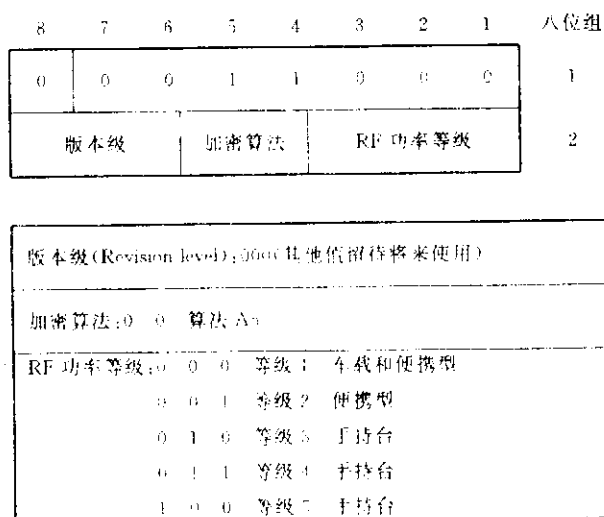 8 7 6 5 4 3 2 1 八位组
0 0 0 1 1 0 0 0 1
版本级 加密算法 RF 功率等级 2
版本级(Revision level):000(其他值留待将来使用)
加密算法:0 0 算法 A5
RF 功率等级:0 0 0 等级 1 车载和便携型
0 0 1 等级 2 便携型
0 1 0 等级 3 手持台
0 1 1 等级 4 手持台
1 0 0 等级 5 手持台